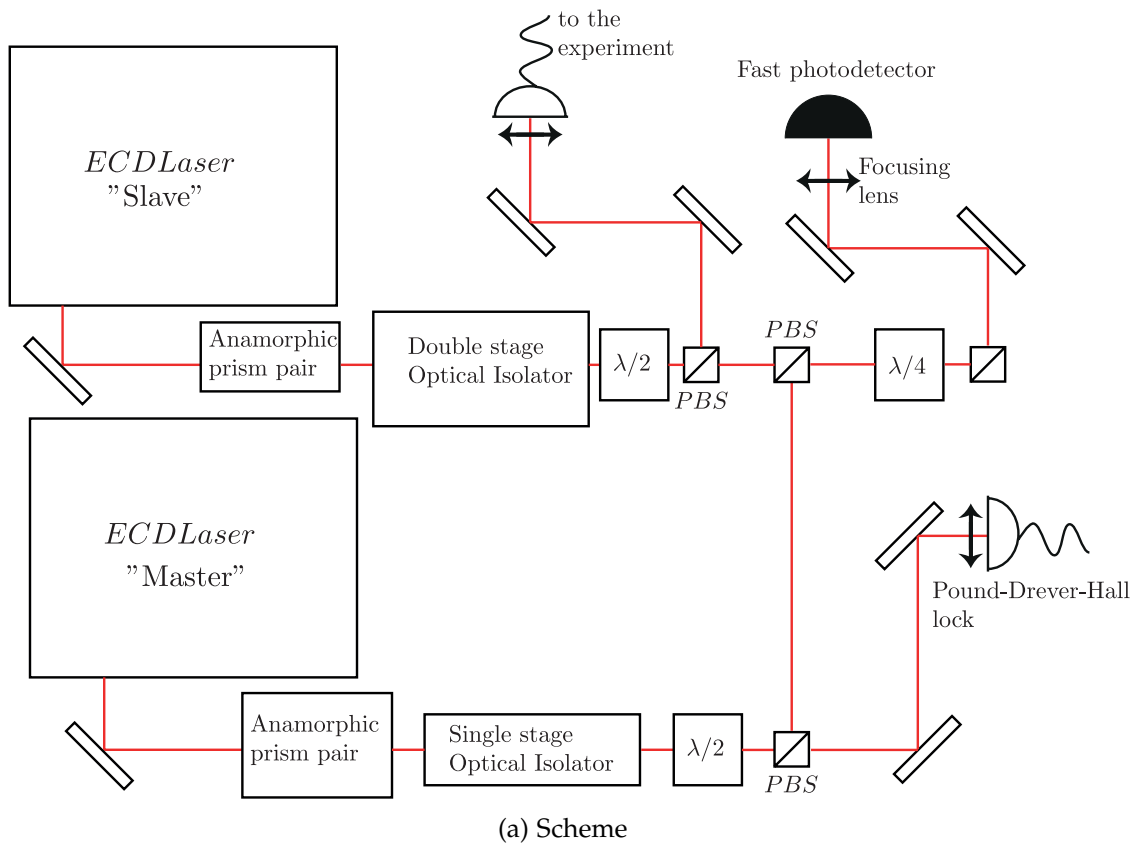 to the
experiment
Fast photodetector
ECDLaser
”Slave”
Focusing
lens
Anamorphic
prism pair
Double stage
Optical Isolator
λ/2
PBS
PBS
λ/4
ECDLaser
”Master”
Pound-Drever-Hall
lock
Anamorphic
prism pair
Single stage
Optical Isolator
λ/2
PBS
(a) Scheme